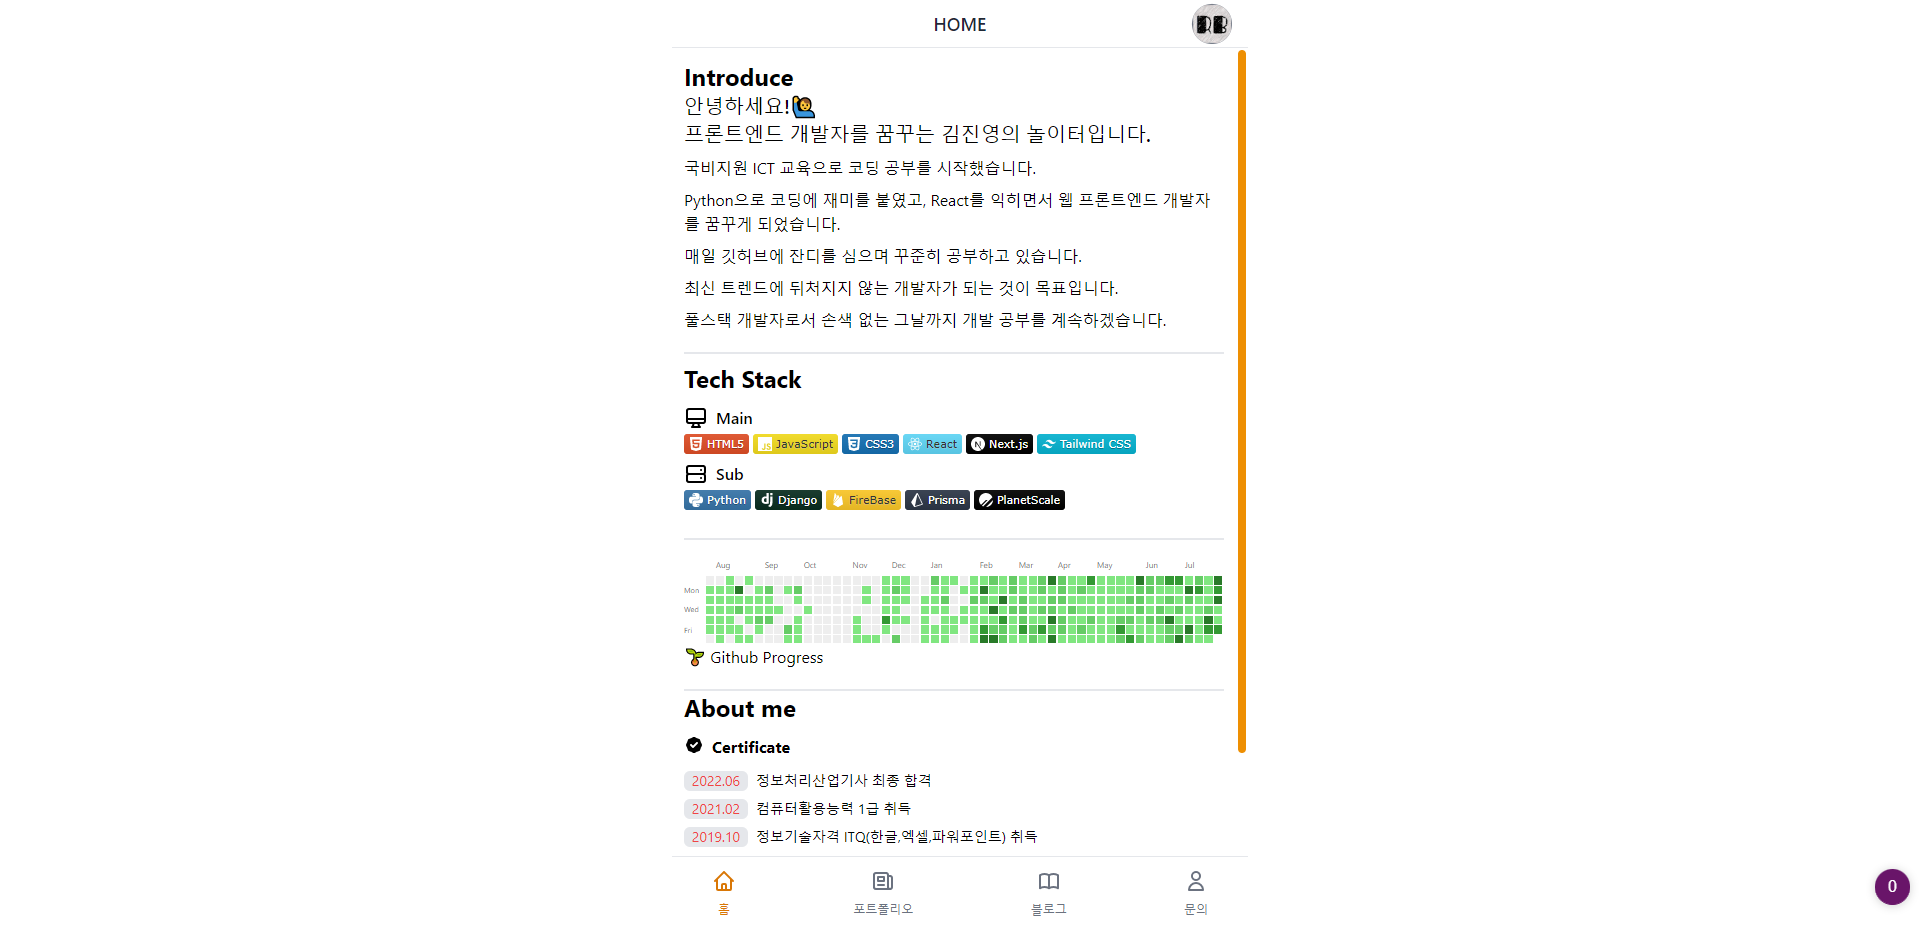 HOME
Introduce
안녕하세요!
프론트엔드 개발자를 꿈꾸는 김진영의 놀이터입니다.
국비지원 ICT 교육으로 코딩 공부를 시작했습니다.
Python으로 코딩에 재미를 붙였고, React를 익히면서 웹 프론트엔드 개발자
를 꿈꾸게 되었습니다.
매일 깃허브에 잔디를 심으며 꾸준히 공부하고 있습니다.
최신 트렌드에 뒤처지지 않는 개발자가 되는 것이 목표입니다.
풀스택 개발자로서 손색 없는 그날까지 개발 공부를 계속하겠습니다.
Tech Stack
Main
HTML5 JavaScript CSS3 React Next.js Tailwind CSS
Sub
Python Django FireBase Prisma PlanetScale
Aug Sep Oct Nov Dec Jan Feb Mar Apr May Jun Jul
Mon
Wed
Fri
Github Progress
About me
Certificate
2022.06 정보처리산업기사 최종 합격
2021.02 컴퓨터활용능력 1급 취득
2019.10 정보기술자격 ITQ(한글,엑셀,파워포인트) 취득
홈 포트폴리오 블로그 문의
0